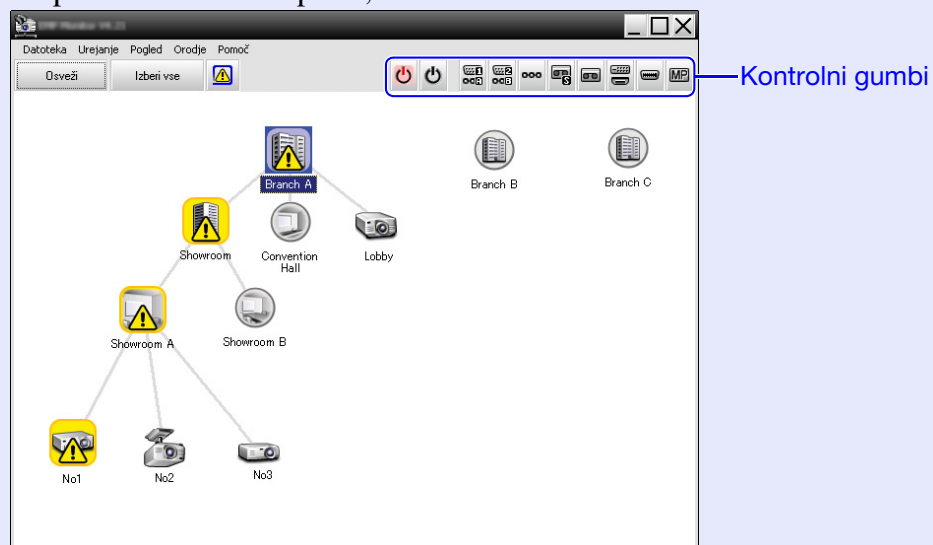 Datoteka Urejanje Pogled Orodje Pomoč
Osveži Izberi vse
MP
Kontrolni gumbi
Branch A
Branch B
Branch C
Showroom
Convention
Hall
Lobby
Showroom A
Showroom B
No1
No2
No3